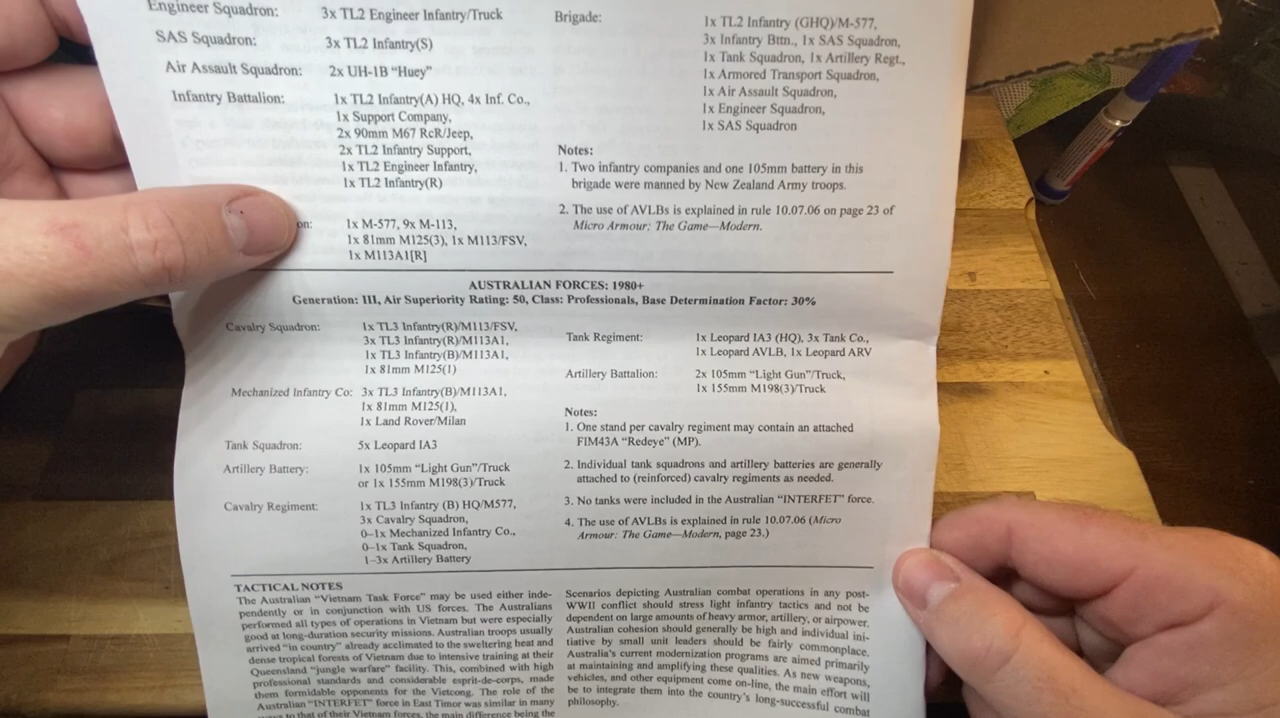 Engineer Squadron: 3x TL2 Engineer Infantry/Truck
SAS Squadron: 3x TL2 Infantry(S)
Air Assault Squadron: 2x UH-1B “Huey”
Infantry Battalion: 1x TL2 Infantry(A) HQ, 4x Inf. Co.,
1x Support Company,
2x 90mm M67 RcR/Jeep,
2x TL2 Infantry Support,
1x TL2 Engineer Infantry,
1x TL2 Infantry(R)
on: 1x M-577, 9x M-113,
1x 81mm M125(3), 1x M113/FSV,
1x M113A1[R]
Brigade: 1x TL2 Infantry (GHQ)/M-577,
3x Infantry Bttn., 1x SAS Squadron,
1x Tank Squadron, 1x Artillery Regt.,
1x Armored Transport Squadron,
1x Air Assault Squadron,
1x Engineer Squadron,
1x SAS Squadron
Notes:
1. Two infantry companies and one 105mm battery in this
brigade were manned by New Zealand Army troops.
2. The use of AVLBs is explained in rule 10.07.06 on page 23 of
Micro Armour: The Game—Modern.
AUSTRALIAN FORCES: 1980+
Generation: III, Air Superiority Rating: 50, Class: Professionals, Base Determination Factor: 30%
Cavalry Squadron: 1x TL3 Infantry(R)/M113/FSV,
3x TL3 Infantry(R)/M113A1,
1x TL3 Infantry(B)/M113A1,
1x 81mm M125(1)
Mechanized Infantry Co: 3x TL3 Infantry(B)/M113A1,
1x 81mm M125(1),
1x Land Rover/Milan
Tank Squadron: 5x Leopard IA3
Artillery Battery: 1x 105mm “Light Gun”/Truck
or 1x 155mm M198(3)/Truck
Cavalry Regiment: 1x TL3 Infantry (B) HQ/M577,
3x Cavalry Squadron,
0–1x Mechanized Infantry Co.,
0–1x Tank Squadron,
1–3x Artillery Battery
Tank Regiment: 1x Leopard IA3 (HQ), 3x Tank Co.,
1x Leopard AVLB, 1x Leopard ARV
Artillery Battalion: 2x 105mm “Light Gun”/Truck,
1x 155mm M198(3)/Truck
Notes:
1. One stand per cavalry regiment may contain an attached
FIM43A “Redeye” (MP).
2. Individual tank squadrons and artillery batteries are generally
attached to (reinforced) cavalry regiments as needed.
3. No tanks were included in the Australian “INTERFET” force.
4. The use of AVLBs is explained in rule 10.07.06 (Micro
Armour: The Game—Modern, page 23.)
TACTICAL NOTES
The Australian “Vietnam Task Force” may be used either inde-
pendently or in conjunction with US forces. The Australians
performed all types of operations in Vietnam but were especially
good at long-duration security missions. Australian troops usually
arrived “in country” already acclimated to the sweltering heat and
dense tropical forests of Vietnam due to intensive training at their
Queensland “jungle warfare” facility. This, combined with high
professional standards and considerable esprit-de-corps, made
them formidable opponents for the Vietcong. The role of the
Australian “INTERFET” force in East Timor was similar in many
ways to that of their Vietnam forces, the main difference being the
Scenarios depicting Australian combat operations in any post-
WWII conflict should stress light infantry tactics and not be
dependent on large amounts of heavy armor, artillery, or airpower.
Australian cohesion should generally be high and individual ini-
tiative by small unit leaders should be fairly commonplace.
Australia’s current modernization programs are aimed primarily
at maintaining and amplifying these qualities. As new weapons,
vehicles, and other equipment come on-line, the main effort will
be to integrate them into the country’s long-successful combat
philosophy.